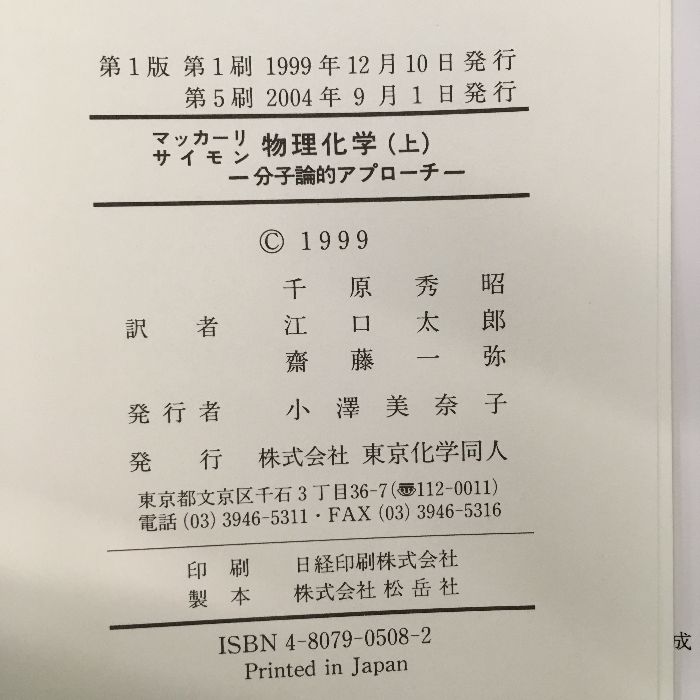 第1版 第1刷 1999年12月10日発行
第5刷 2004年9月1日発行
マッカーリ
サイモン 物理化学(上)
―分子論的アプローチ―
© 1999
千原秀昭
訳者 江口太郎
齋藤一弥
発行者 小澤美奈子
発行 株式会社 東京化学同人
東京都文京区千石3丁目36-7(〠112-0011)
電話(03)3946-5311・FAX(03)3946-5316
印刷 日経印刷株式会社
製本 株式会社松岳社
ISBN 4-8079-0508-2
Printed in Japan
成